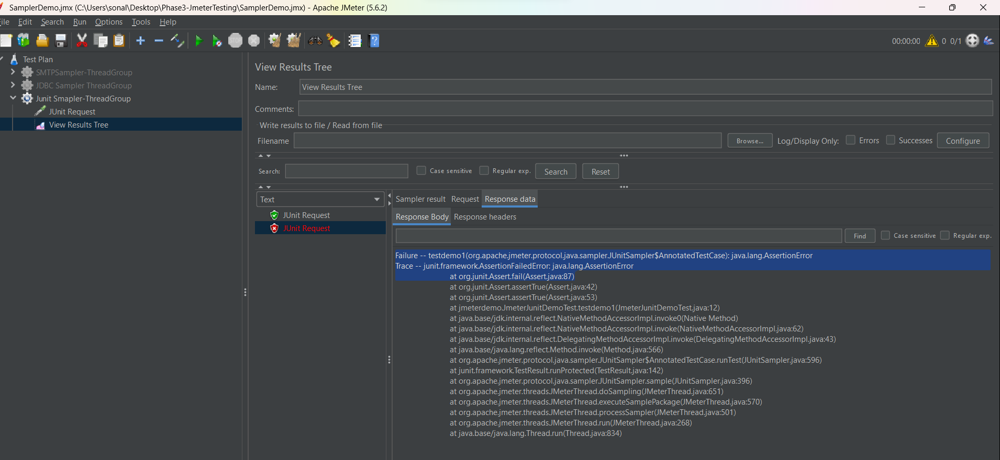 SamplerDemo.jmx (C:\Users\sonal\Desktop\Phase3-JmeterTesting\SamplerDemo.jmx) - Apache JMeter (5.6.2)
ile Edit Search Run Options Tools Help
STOP
00:00:00 0 0/1
Test Plan
SMTPSampler-ThreadGroup
JDBC Sampler ThreadGroup
Junit Smapler-ThreadGroup
JUnit Request
View Results Tree
View Results Tree
Name: View Results Tree
Comments:
Write results to file / Read from file
Filename Browse... Log/Display Only: Errors Successes Configure
Search: Case sensitive Regular exp. Search Reset
Text
JUnit Request
JUnit Request
Sampler result Request Response data
Response Body Response headers
Find Case sensitive Regular exp.
Failure -- testdemo1(org.apache.jmeter.protocol.java.sampler.JUnitSampler$AnnotatedTestCase): java.lang.AssertionError
Trace -- junit.framework.AssertionFailedError: java.lang.AssertionError
at org.junit.Assert.fail(Assert.java:87)
at org.junit.Assert.assertTrue(Assert.java:42)
at org.junit.Assert.assertTrue(Assert.java:53)
at jmeterdemo.JmeterJunitDemoTest.testdemo1(JmeterJunitDemoTest.java:12)
at java.base/jdk.internal.reflect.NativeMethodAccessorImpl.invoke0(Native Method)
at java.base/jdk.internal.reflect.NativeMethodAccessorImpl.invoke(NativeMethodAccessorImpl.java:62)
at java.base/jdk.internal.reflect.DelegatingMethodAccessorImpl.invoke(DelegatingMethodAccessorImpl.java:43)
at java.base/java.lang.reflect.Method.invoke(Method.java:566)
at org.apache.jmeter.protocol.java.sampler.JUnitSampler$AnnotatedTestCase.runTest(JUnitSampler.java:596)
at junit.framework.TestResult.runProtected(TestResult.java:142)
at org.apache.jmeter.protocol.java.sampler.JUnitSampler.sample(JUnitSampler.java:396)
at org.apache.jmeter.threads.JMeterThread.doSampling(JMeterThread.java:651)
at org.apache.jmeter.threads.JMeterThread.executeSamplePackage(JMeterThread.java:570)
at org.apache.jmeter.threads.JMeterThread.processSampler(JMeterThread.java:501)
at org.apache.jmeter.threads.JMeterThread.run(JMeterThread.java:268)
at java.base/java.lang.Thread.run(Thread.java:834)